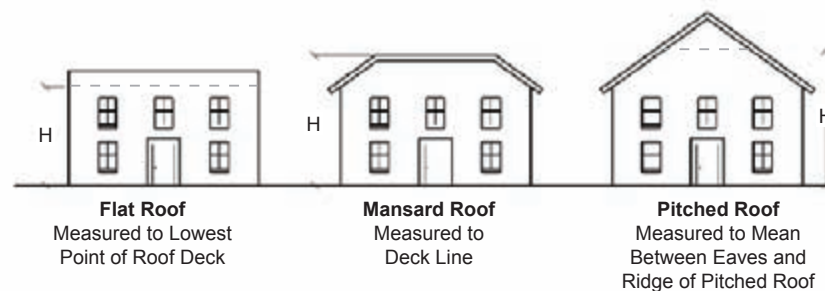 H
H
H
Flat Roof
Measured to Lowest
Point of Roof Deck
Mansard Roof
Measured to
Deck Line
Pitched Roof
Measured to Mean
Between Eaves and
Ridge of Pitched Roof